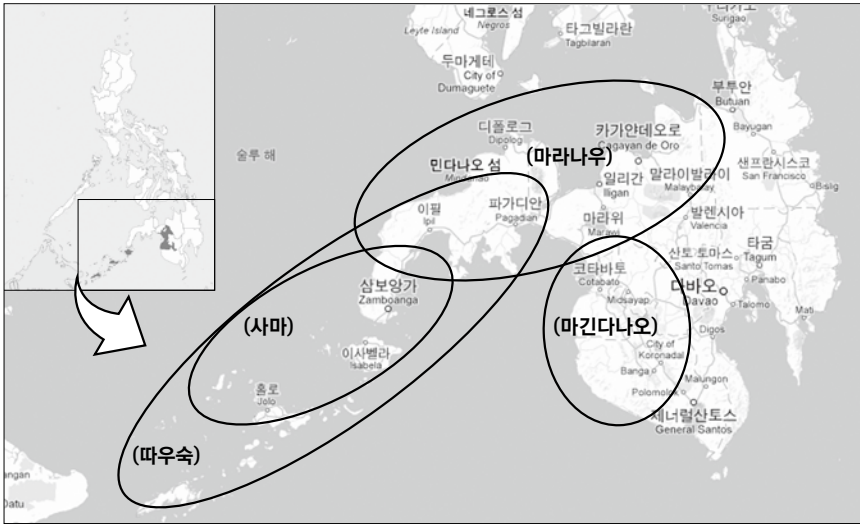 네그로스 섬
Negros
Leyte Island
타그빌라란
Tagbilaran
Surigao
두마게테
City of
Dumaguete
부투안
Butuan
디폴로그
Dipolog
카가얀데오로
Cagayan de Oro
Bayugan
술루 해
민다나오 섬
Mindanao
(마라나우)
일리간
Iligan
말라이발라이
Malaybalay
샌프란시스코
San Francisco
Bislig
이필
Ipil
파가디안
Pagadian
마라위
Marawi
발렌시아
Valencia
산토 토마스
Santo Tomas
타굼
Tagum
코타바토
Cotabato
Midsayap
다바오
Davao
Panabo
Talomo
Mati
삼보앙가
Zamboanga
(사마)
(마긴다나오)
Digos
이사벨라
Isabela
City of
Koronadal
Banga
Malungon
Polomolok
홀로
Jolo
제너럴산토스
General Santos
(따우숙)
angan
Datu